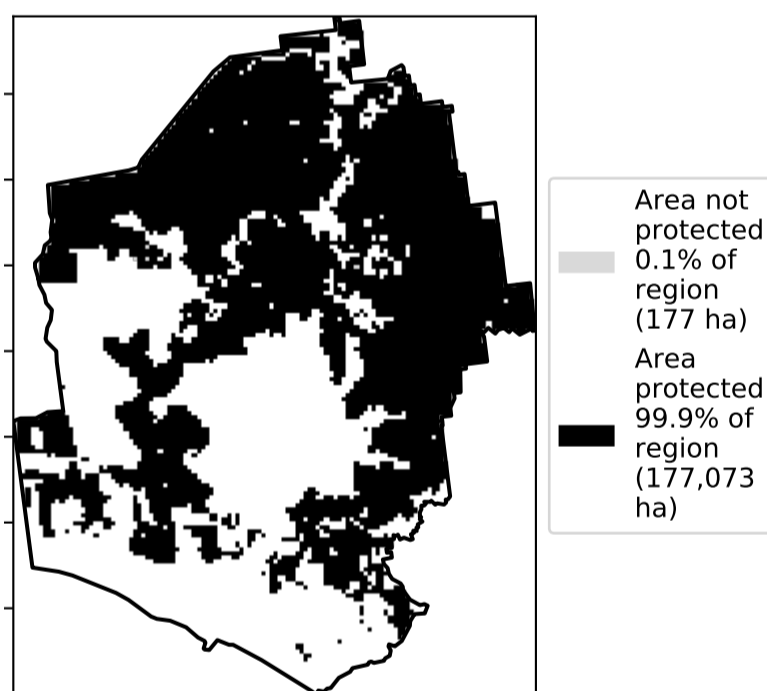 Area not
protected
0.1% of
region
(177 ha)
Area
protected
99.9% of
region
(177,073
ha)